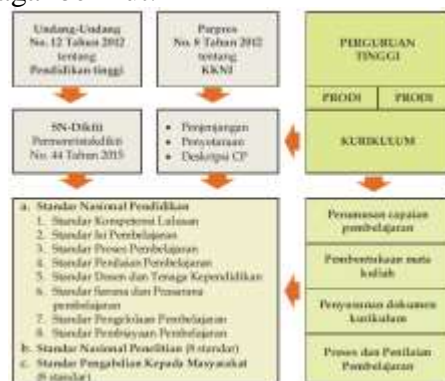 Undang-Undang
No. 12 Tahun 2012
tentang
Pendidikan tinggi
Perpres
No. 8 Tahun 2012
tentang
KKNI
PERGURUAN
TINGGI
PRODI
PRODI
SN-Dikti
Permenristekdikti
No. 44 Tahun 2015
• Penjenjangan
• Penyetaraan
• Deskripsi CP
KURIKULUM
a. Standar Nasional Pendidikan
1. Standar Kompetensi Lulusan
2. Standar Isi Pembelajaran
3. Standar Proses Pembelajaran
4. Standar Penilaian Pembelajaran
5. Standar Dosen dan Tenaga Kependidikan
6. Standar Sarana dan Prasarana
pembelajaran
7. Standar Pengelolaan Pembelajaran
8. Standar Pembiayaan Pembelajaran
b. Standar Nasional Penelitian (8 standar)
c. Standar Pengabdian Kepada Masyarakat
(8 standar)
Perumusan capaian
pembelajaran
Pembentukan mata
kuliah
Penyusunan dokumen
kurikulum
Proses dan Penilaian
Pembelajaran